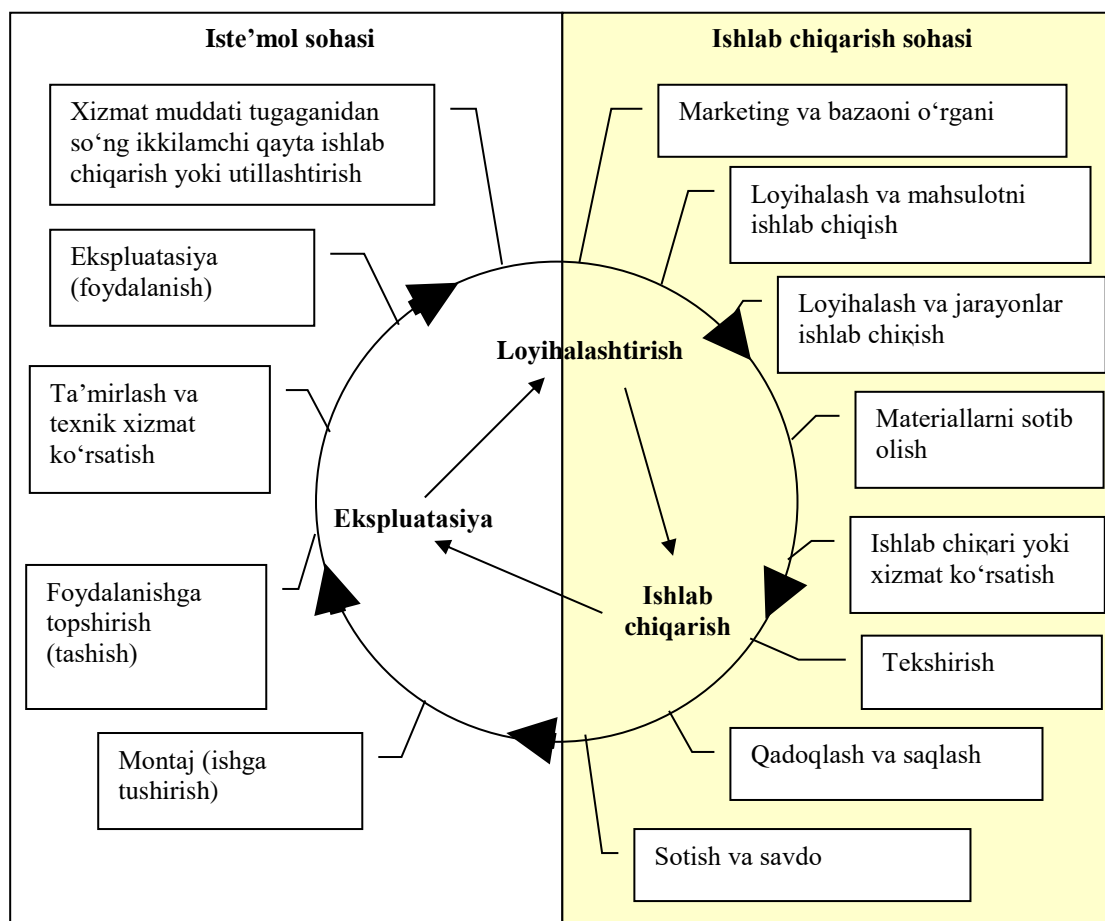 Iste’mol sohasi
Ishlab chiqarish sohasi
Xizmat muddati tugaganidan
so‘ng ikkilamchi qayta ishlab
chiqarish yoki utillashtirish
Ekspluatasiya
(foydalanish)
Ta’mirlash va
texnik xizmat
ko‘rsatish
Foydalanishga
topshirish
(tashish)
Montaj (ishga
tushirish)
Marketing va bazaoni o‘rgani
Loyihalash va mahsulotni
ishlab chiqish
Loyihalash va jarayonlar
ishlab chiқish
Materiallarni sotib
olish
Ishlab chiқari yoki
xizmat ko‘rsatish
Tekshirish
Qadoqlash va saqlash
Sotish va savdo
Loyihalashtirish
Ekspluatasiya
Ishlab
chiqarish